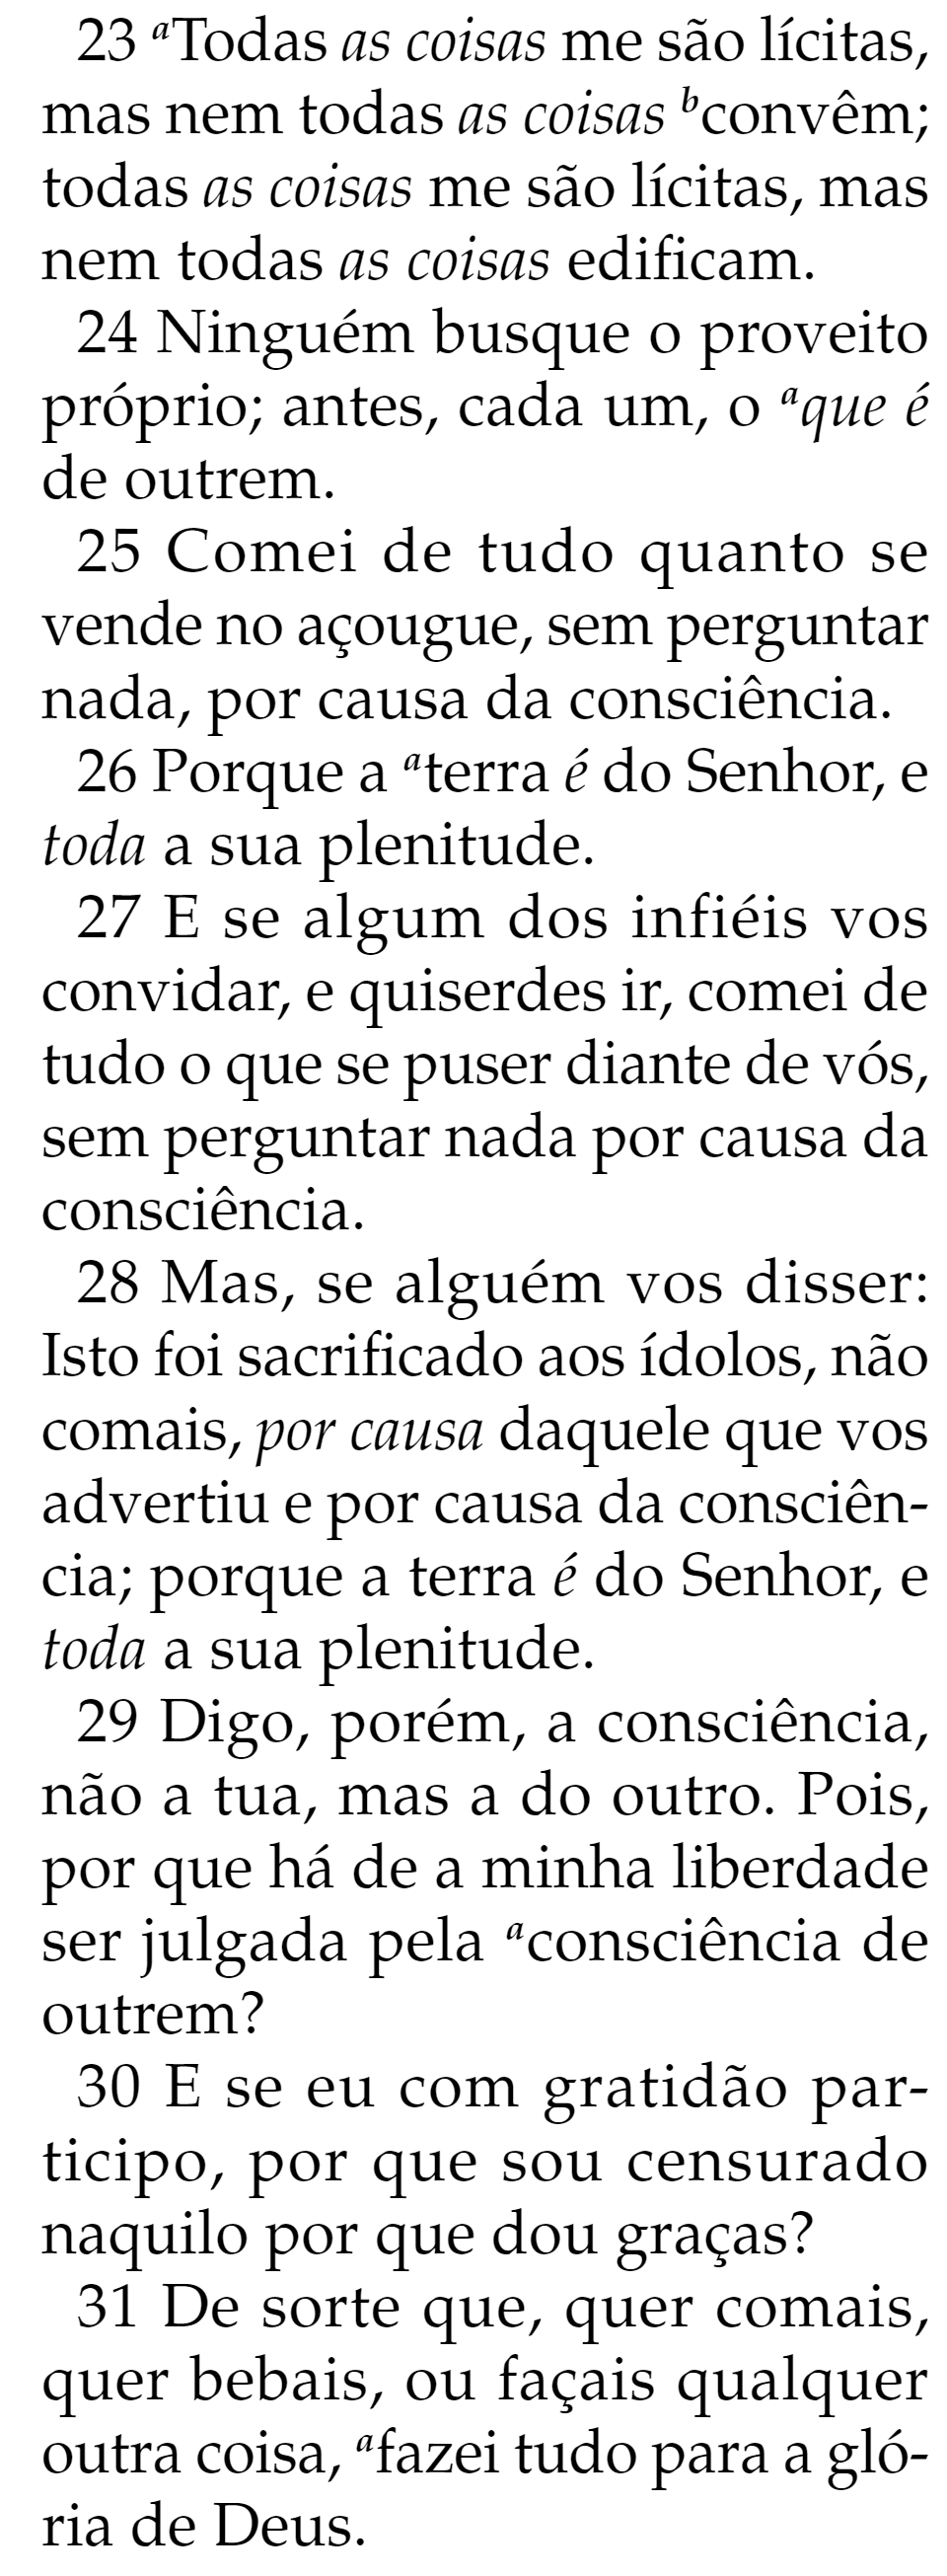 23 aTodas as coisas me são lícitas,
mas nem todas as coisas bconvêm;
todas as coisas me são lícitas, mas
nem todas as coisas edificam.
24 Ninguém busque o proveito
próprio; antes, cada um, o aque é
de outrem.
25 Comei de tudo quanto se
vende no açougue, sem perguntar
nada, por causa da consciência.
26 Porque a aterra é do Senhor, e
toda a sua plenitude.
27 E se algum dos infiéis vos
convidar, e quiserdes ir, comei de
tudo o que se puser diante de vós,
sem perguntar nada por causa da
consciência.
28 Mas, se alguém vos disser:
Isto foi sacrificado aos ídolos, não
comais, por causa daquele que vos
advertiu e por causa da consciên-
cia; porque a terra é do Senhor, e
toda a sua plenitude.
29 Digo, porém, a consciência,
não a tua, mas a do outro. Pois,
por que há de a minha liberdade
ser julgada pela aconsciência de
outrem?
30 E se eu com gratidão par-
ticipo, por que sou censurado
naquilo por que dou graças?
31 De sorte que, quer comais,
quer bebais, ou façais qualquer
outra coisa, afazei tudo para a gló-
ria de Deus.